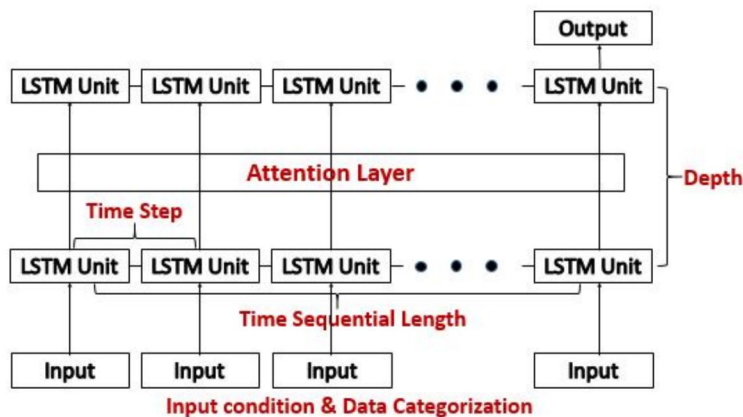 Output
LSTM Unit LSTM Unit LSTM Unit LSTM Unit
Attention Layer
Depth
Time Step
LSTM Unit LSTM Unit LSTM Unit LSTM Unit
Time Sequential Length
Input Input Input Input
Input condition & Data Categorization